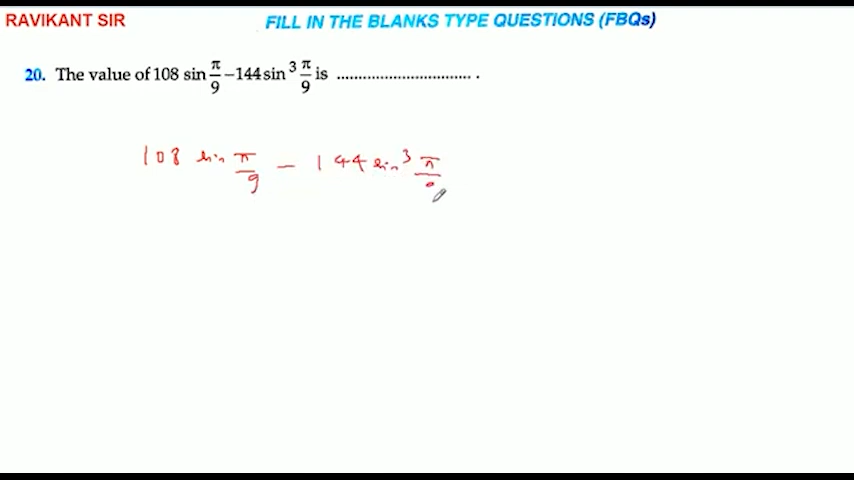 RAVIKANT SIR
FILL IN THE BLANKS TYPE QUESTIONS (FBQs)
20. The value of 108 sin π/9 − 144 sin³ π/9 is ................................ .
108 sin π/9 − 144 sin³ π/